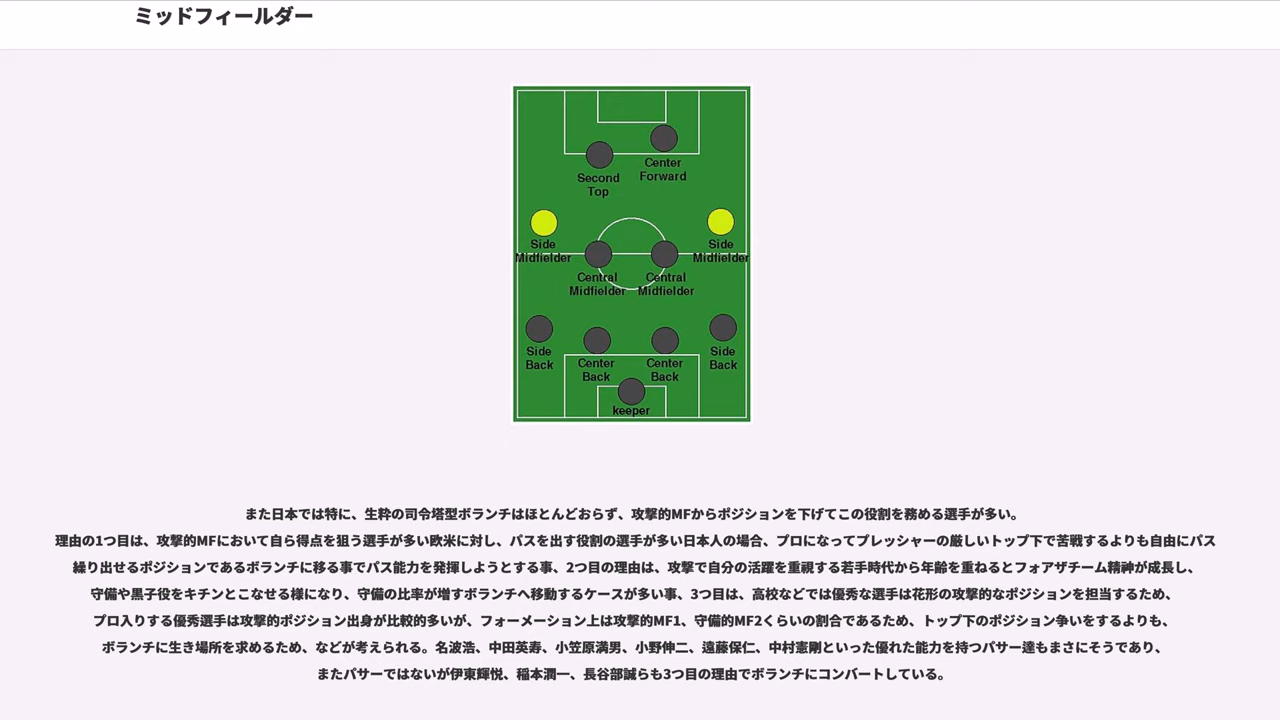 ミッドフィールダー
Second
Top
Center
Forward
Side
Midfielder
Side
Midfielder
Central
Midfielder
Central
Midfielder
Side
Back
Center
Back
Center
Back
Side
Back
keeper
また日本では特に、生粋の司令塔型ボランチはほとんどおらず、攻撃的MFからポジションを下げてこの役割を務める選手が多い。
理由の1つ目は、攻撃的MFにおいて自ら得点を狙う選手が多い欧米に対し、パスを出す役割の選手が多い日本人の場合、プロになってプレッシャーの厳しいトップ下で苦戦するよりも自由にパス
繰り出せるポジションであるボランチに移る事でパス能力を発揮しようとする事、2つ目の理由は、攻撃で自分の活躍を重視する若手時代から年齢を重ねるとフォアザチーム精神が成長し、
守備や黒子役をキチンとこなせる様になり、守備の比率が増すボランチへ移動するケースが多い事、3つ目は、高校などでは優秀な選手は花形の攻撃的なポジションを担当するため、
プロ入りする優秀選手は攻撃的ポジション出身が比較的多いが、フォーメーション上は攻撃的MF1、守備的MF2くらいの割合であるため、トップ下のポジション争いをするよりも、
ボランチに生き場所を求めるため、などが考えられる。名波浩、中田英寿、小笠原満男、小野伸二、遠藤保仁、中村憲剛といった優れた能力を持つパサー達もまさにそうであり、
またパサーではないが伊東輝悦、稲本潤一、長谷部誠らも3つ目の理由でボランチにコンバートしている。